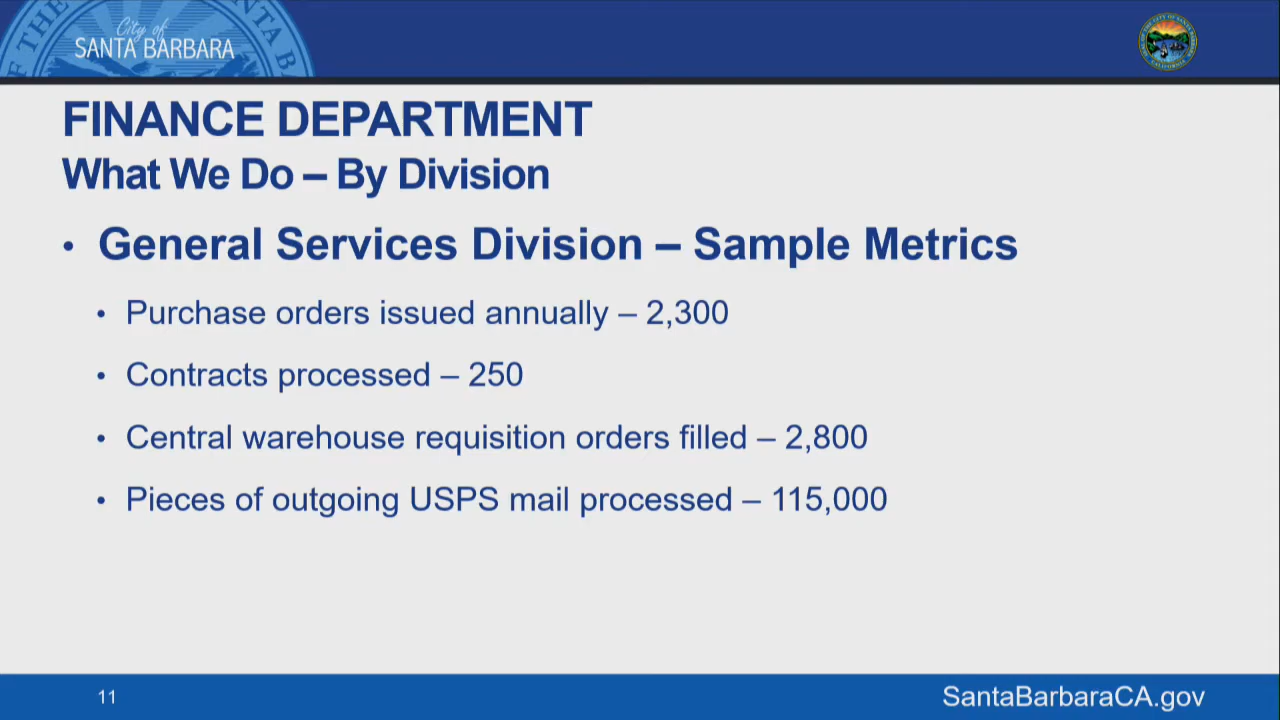 City of
SANTA BARBARA
FINANCE DEPARTMENT
What We Do – By Division
• General Services Division – Sample Metrics
• Purchase orders issued annually – 2,300
• Contracts processed – 250
• Central warehouse requisition orders filled – 2,800
• Pieces of outgoing USPS mail processed – 115,000
11
SantaBarbaraCA.gov